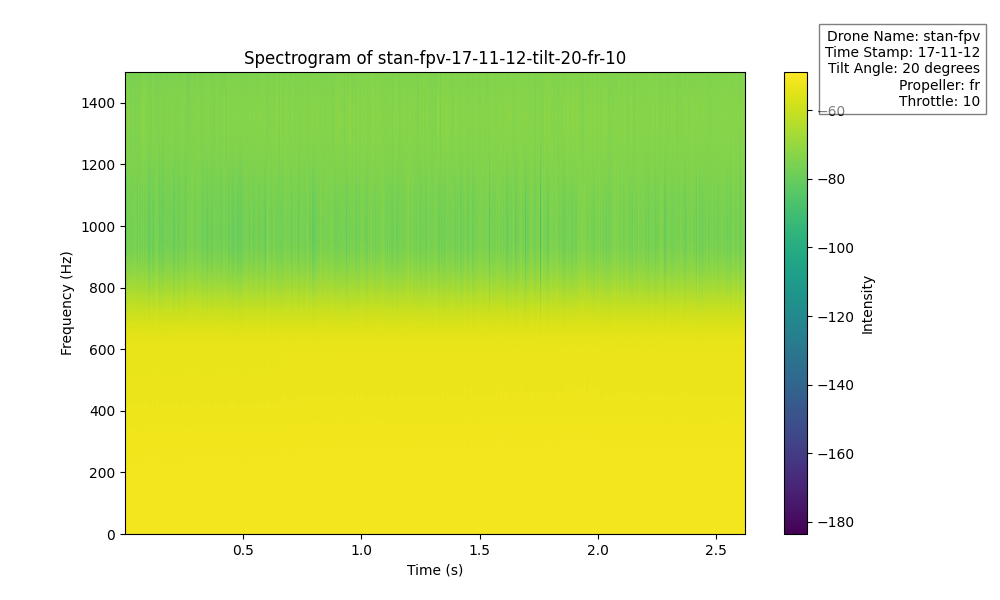 Spectrogram of stan-fpv-17-11-12-tilt-20-fr-10
Drone Name: stan-fpv
Time Stamp: 17-11-12
Tilt Angle: 20 degrees
Propeller: fr
Throttle: 10
Frequency (Hz)
1400
1200
1000
800
600
400
200
0
0.5
1.0
1.5
2.0
2.5
Time (s)
−60
−80
−100
−120
−140
−160
−180
Intensity